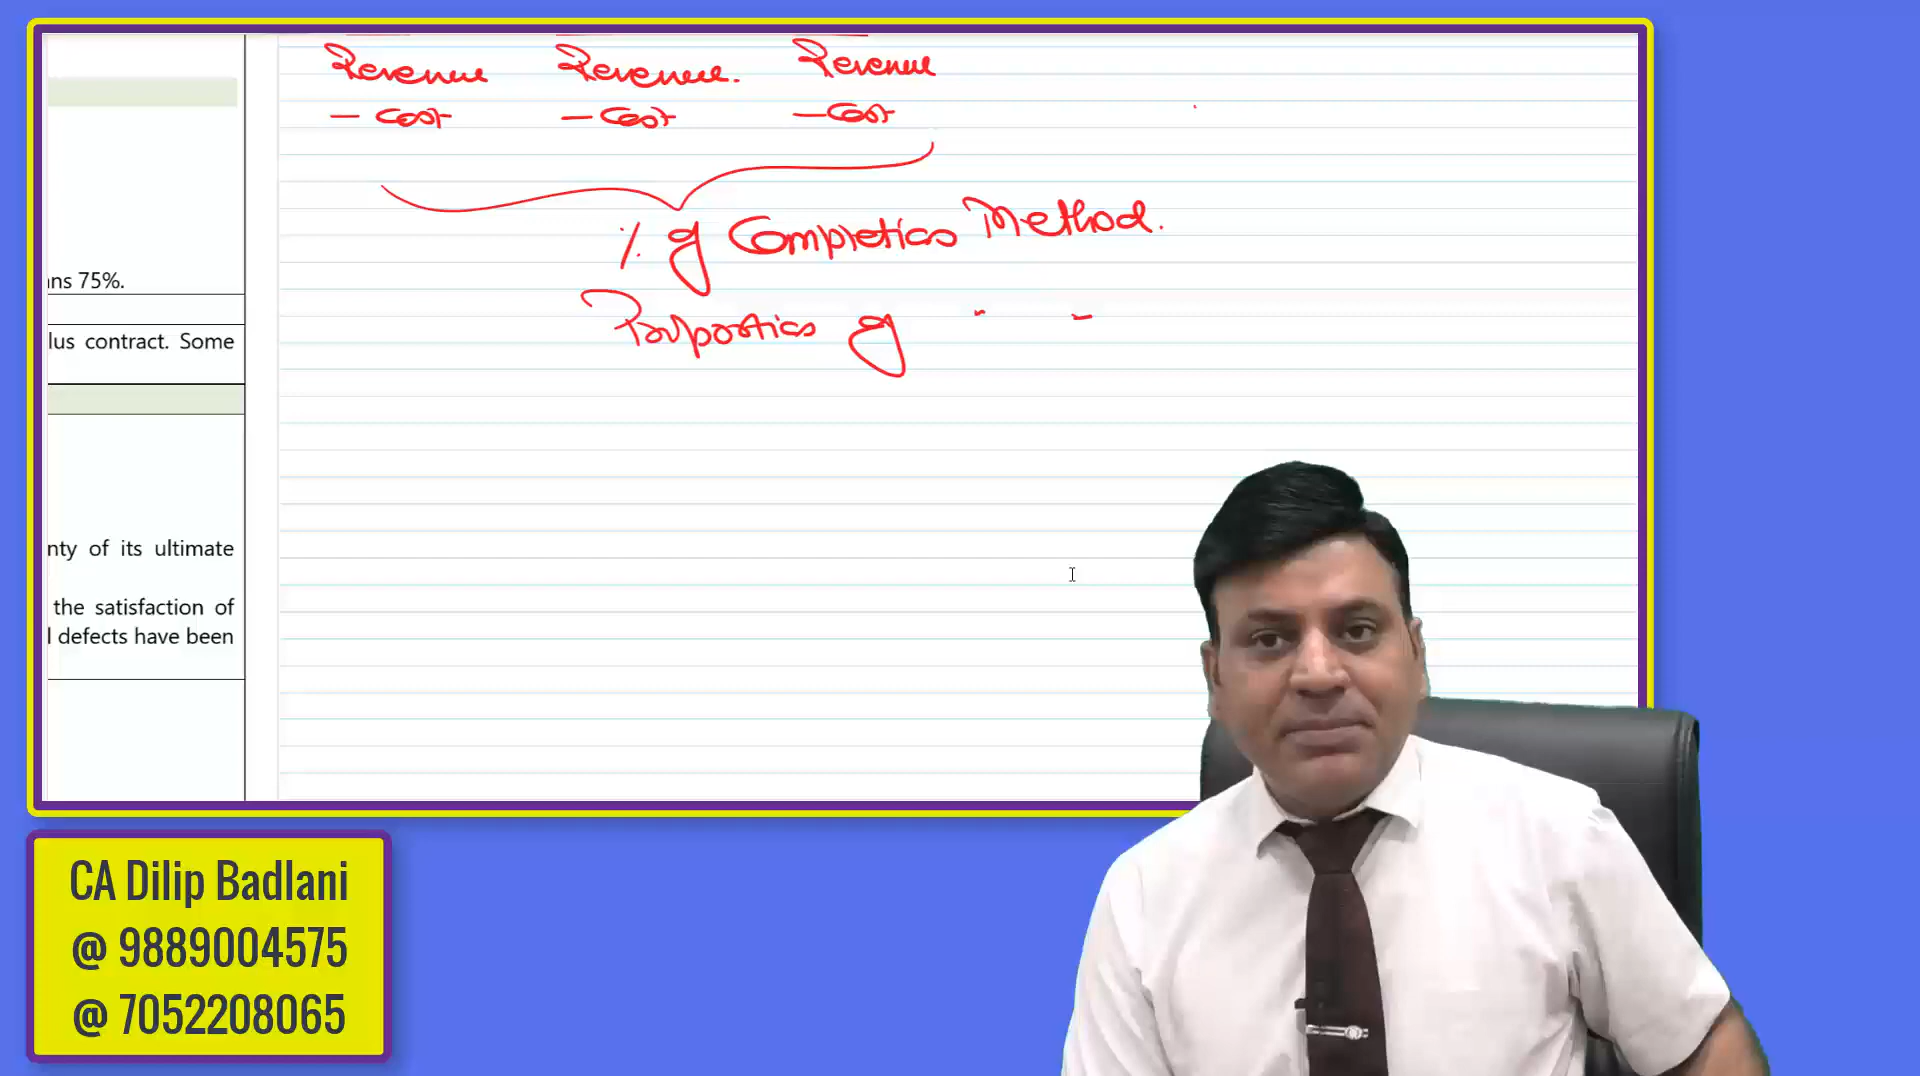 Revenue Revenue. Revenue
- Cost - Cost - Cost
% of Completion Method.
Proportion of " "
ns 75%.
lus contract. Some
nty of its ultimate
the satisfaction of
defects have been
CA Dilip Badlani
@ 9889004575
@ 7052208065